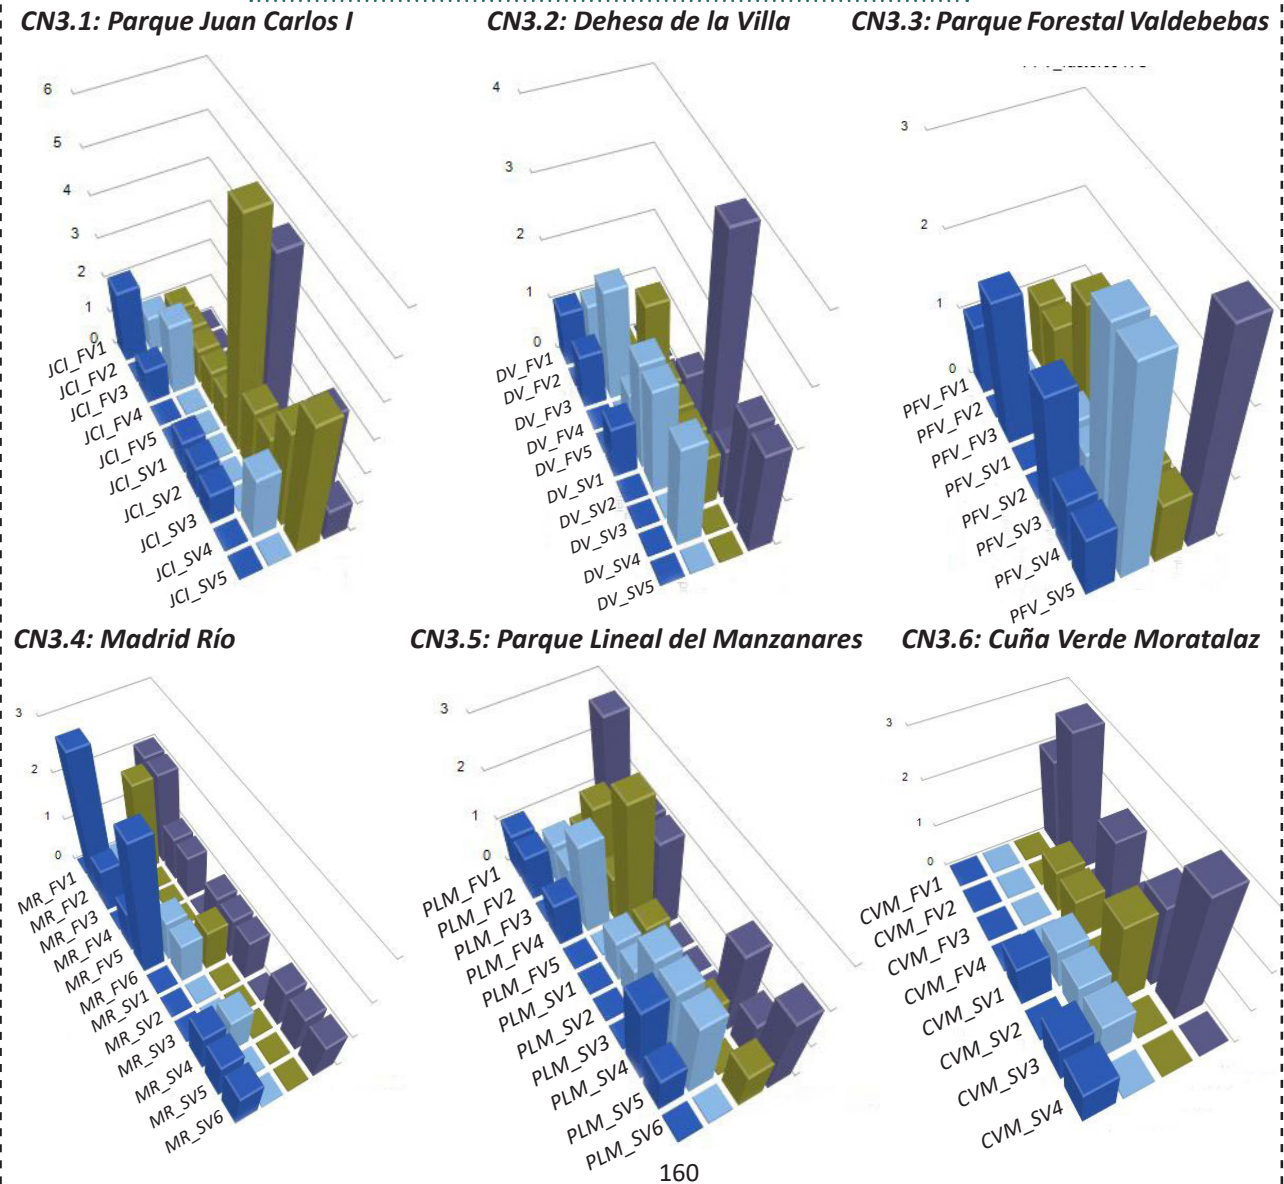 CN3.1: Parque Juan Carlos I
6
5
4
3
2
1
0
JCI_FV1
JCI_FV2
JCI_FV3
JCI_FV4
JCI_FV5
JCI_SV1
JCI_SV2
JCI_SV3
JCI_SV4
JCI_SV5
CN3.2: Dehesa de la Villa
4
3
2
1
0
DV_FV1
DV_FV2
DV_FV3
DV_FV4
DV_FV5
DV_SV1
DV_SV2
DV_SV3
DV_SV4
DV_SV5
CN3.3: Parque Forestal Valdebebas
3
2
1
0
PFV_FV1
PFV_FV2
PFV_FV3
PFV_SV1
PFV_SV2
PFV_SV3
PFV_SV4
PFV_SV5
CN3.4: Madrid Río
3
2
1
0
MR_FV1
MR_FV2
MR_FV3
MR_FV4
MR_FV5
MR_FV6
MR_SV1
MR_SV2
MR_SV3
MR_SV4
MR_SV5
MR_SV6
CN3.5: Parque Lineal del Manzanares
3
2
1
0
PLM_FV1
PLM_FV2
PLM_FV3
PLM_FV4
PLM_FV5
PLM_SV1
PLM_SV2
PLM_SV3
PLM_SV4
PLM_SV5
PLM_SV6
CN3.6: Cuña Verde Moratalaz
3
2
1
0
CVM_FV1
CVM_FV2
CVM_FV3
CVM_FV4
CVM_SV1
CVM_SV2
CVM_SV3
CVM_SV4
160